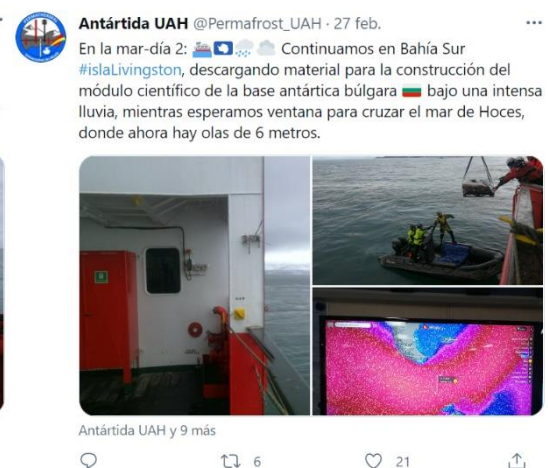 Antártida UAH @Permafrost_UAH · 27 feb.
En la mar-día 2: 🚢🇦🇶🌨️☁️ Continuamos en Bahía Sur
#islaLivingston, descargando material para la construcción del
módulo científico de la base antártica búlgara 🇧🇬 bajo una intensa
lluvia, mientras esperamos ventana para cruzar el mar de Hoces,
donde ahora hay olas de 6 metros.
Antártida UAH y 9 más
6
21